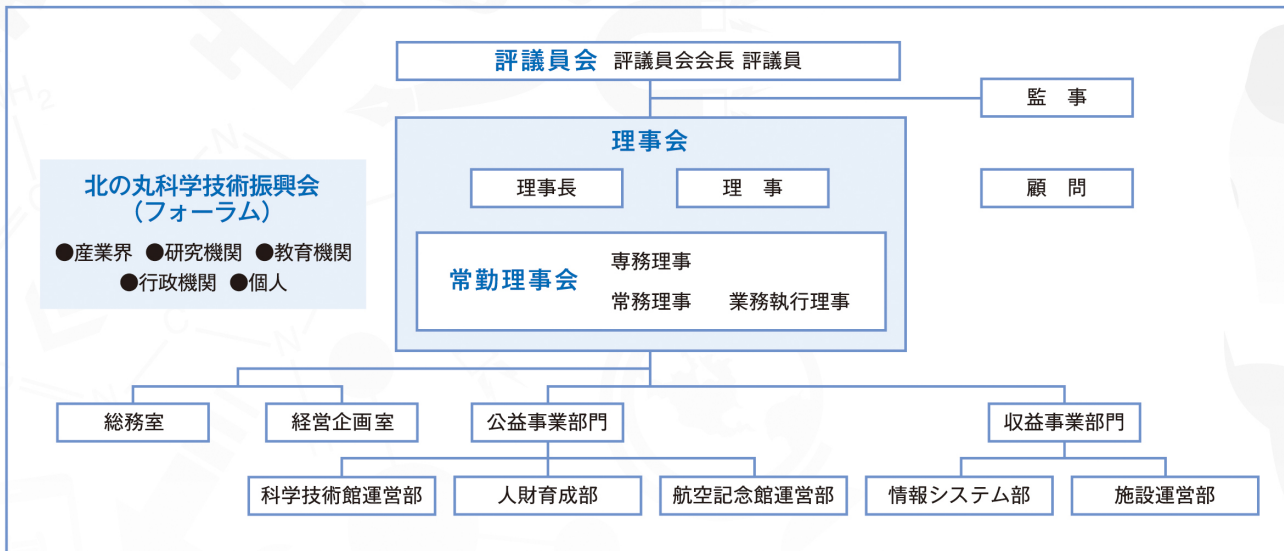 評議員会 評議員会会長 評議員
監 事
理事会
理事長
理 事
顧 問
北の丸科学技術振興会
（フォーラム）
●産業界 ●研究機関 ●教育機関
●行政機関 ●個人
常勤理事会
専務理事
常務理事 業務執行理事
総務室
経営企画室
公益事業部門
収益事業部門
科学技術館運営部
人財育成部
航空記念館運営部
情報システム部
施設運営部